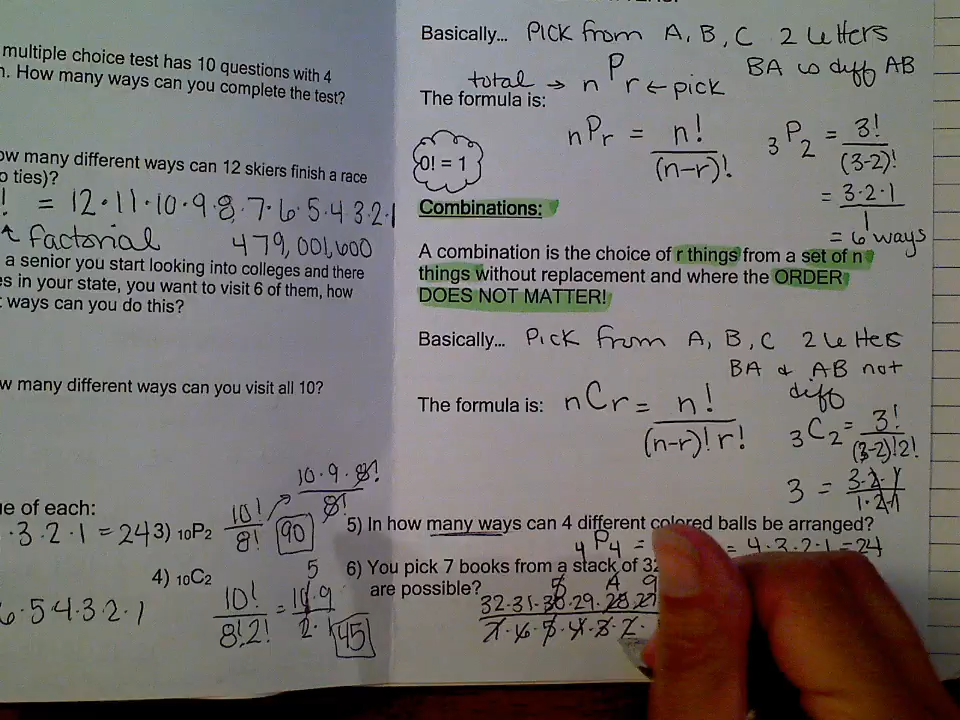 multiple choice test has 10 questions with 4
n. How many ways can you complete the test?
ow many different ways can 12 skiers finish a race
o ties)?
! = 12·11·10·9·8·7·6·5·4·3·2·1
factorial 479,001,600
a senior you start looking into colleges and there
es in your state, you want to visit 6 of them, how
ways can you do this?
w many different ways can you visit all 10?
ue of each:
·3·2·1 = 24
3) 10P2 10!/8! → 10·9·8!/8! 90
4) 10C2
6·5·4·3·2·1
10!/8!2! = 10·9/2·1 5 45
Basically... PICK from A, B, C 2 letters
BA is diff AB
total → nPr ← pick
The formula is:
nPr = n!/(n-r)!
0! = 1
3P2 = 3!/(3-2)!
= 3·2·1/1
= 6 ways
Combinations:
A combination is the choice of r things from a set of n
things without replacement and where the ORDER
DOES NOT MATTER!
Basically... PICK from A, B, C 2 letters
BA & AB not
diff
The formula is: nCr = n!/(n-r)!r!
3C2 = 3!/(3-2)!2!
3 = 3·2·1/1·2·1
5) In how many ways can 4 different colored balls be arranged?
4P4 = = 4·3·2·1 = 24
6) You pick 7 books from a stack of 32
are possible?
5 4 9
32·31·30·29·28·27
7·6·5·4·3·2·